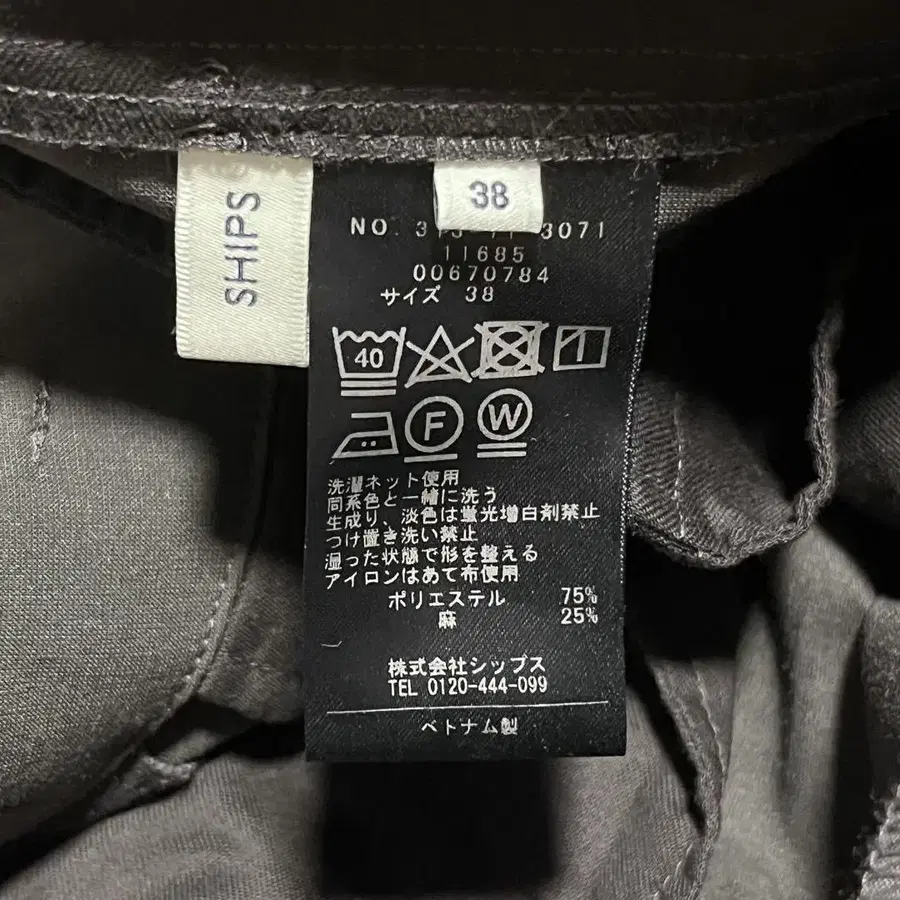 SHIPS
38
NO. 3 3071
11685
00670784
サイズ 38
40
F
W
洗濯ネット使用
同系色と一緒に洗う
生成り、淡色は蛍光増白剤禁止
つけ置き洗い禁止
湿った状態で形を整える
アイロンはあて布使用
ポリエステル 75%
麻 25%
株式会社シップス
TEL 0120-444-099
ベトナム製